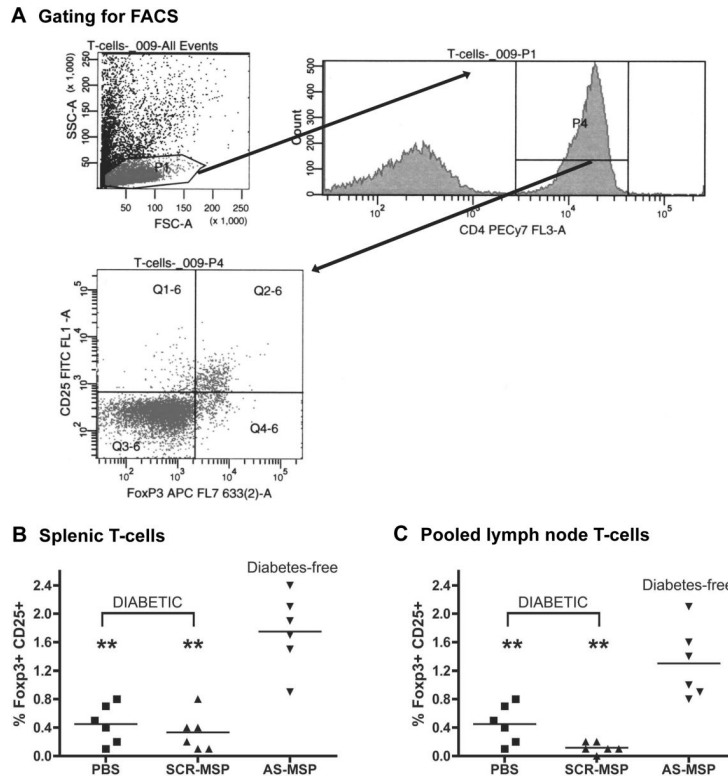 A Gating for FACS
T-cells-_009-All Events
SSC-A (x 1,000)
250
200
150
100
50
P1
50 100 150 200 250
FSC-A (x 1,000)
T-cells-_009-P1
Count
500
400
300
200
100
0
P4
10² 10³ 10⁴ 10⁵
CD4 PECy7 FL3-A
T-cells-_009-P4
CD25 FITC FL1 -A
10⁵
10⁴
10³
10²
Q1-6 Q2-6
Q3-6 Q4-6
10² 10³ 10⁴ 10⁵
FoxP3 APC FL7 633(2)-A
B Splenic T-cells
% Foxp3+ CD25+
2.4
2.0
1.6
1.2
0.8
0.4
0.0
Diabetes-free
DIABETIC
** **
PBS SCR-MSP AS-MSP
C Pooled lymph node T-cells
% Foxp3+ CD25+
2.4
2.0
1.6
1.2
0.8
0.4
0.0
Diabetes-free
DIABETIC
** **
PBS SCR-MSP AS-MSP